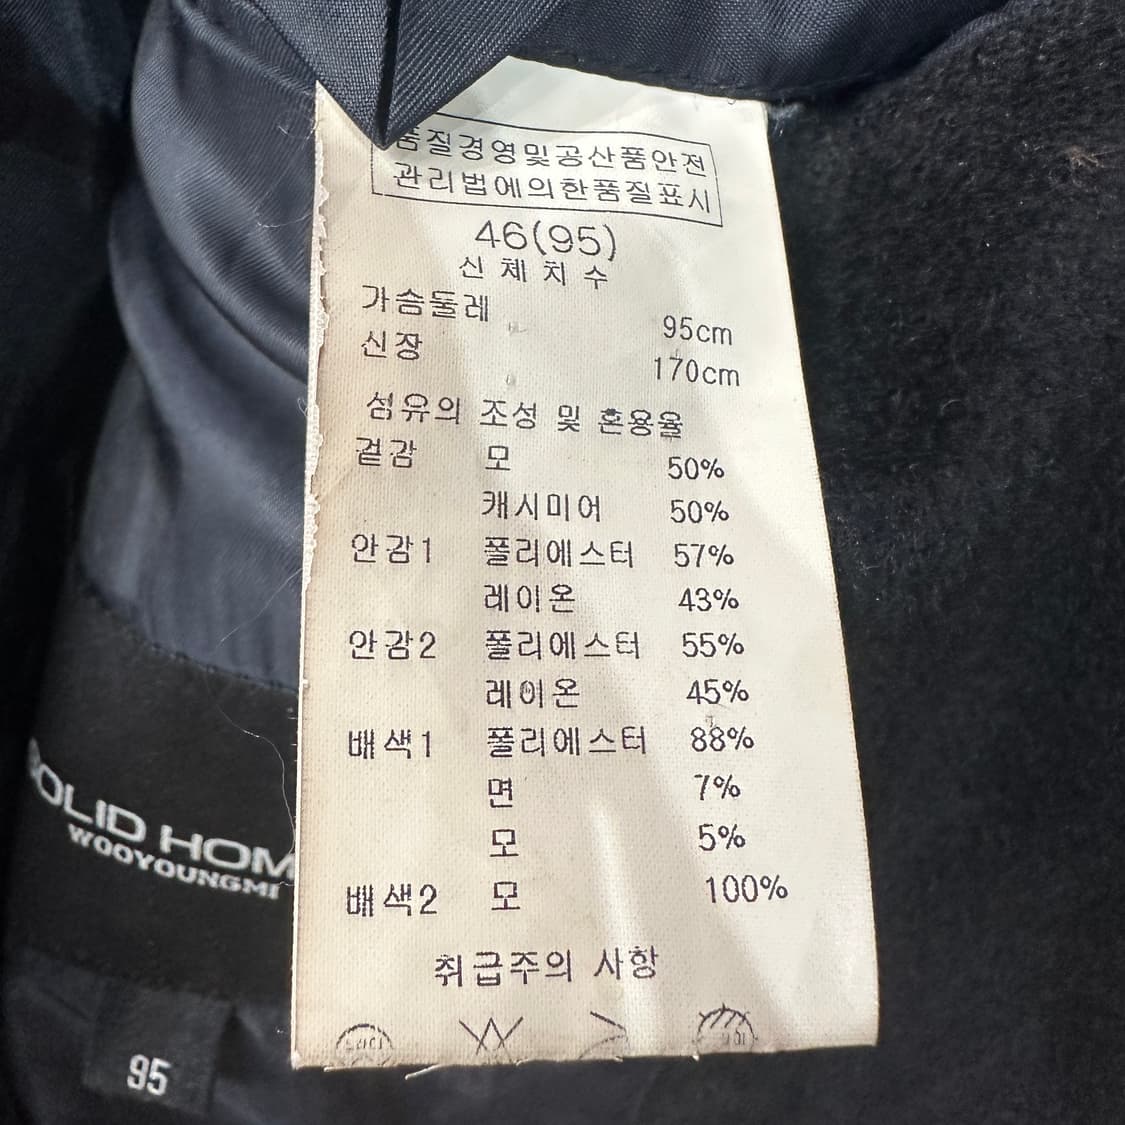 품질경영및공산품안전
관리법에의한품질표시
46(95)
신체치수
가슴둘레 95cm
신장 170cm
섬유의 조성 및 혼용율
겉감 모 50%
캐시미어 50%
안감1 폴리에스터 57%
레이온 43%
안감2 폴리에스터 55%
레이온 45%
배색1 폴리에스터 88%
면 7%
모 5%
배색2 모 100%
취급주의 사항
SOLID HOM
WOOYOUNGMI
95